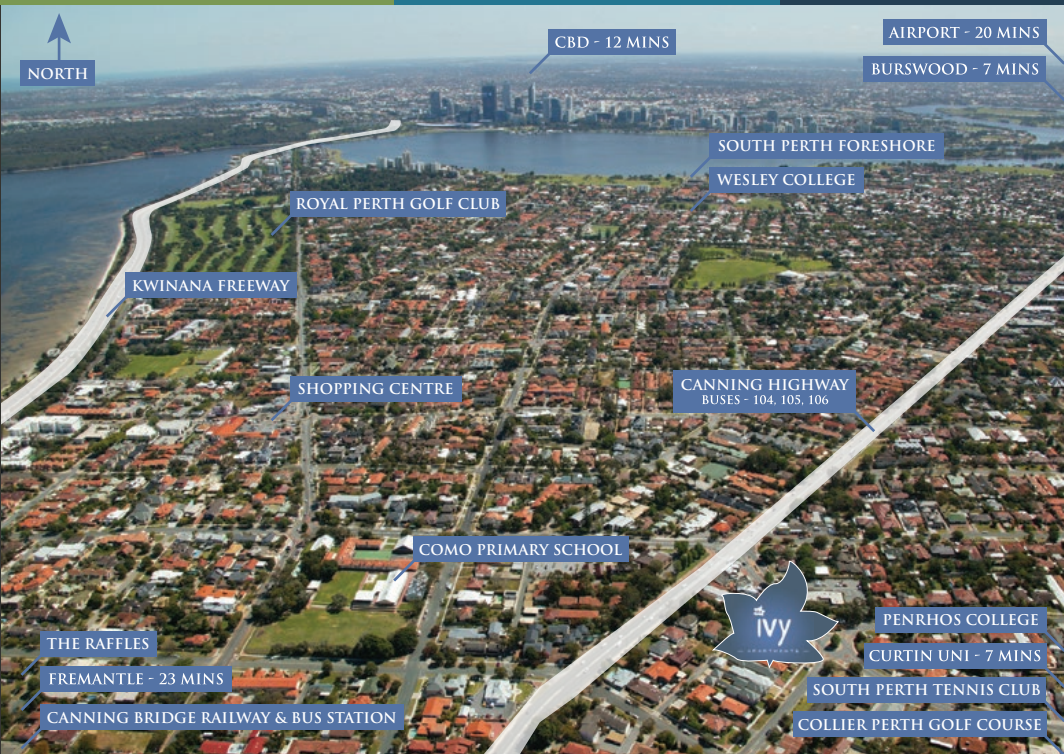 NORTH
CBD - 12 MINS
AIRPORT - 20 MINS
BURSWOOD - 7 MINS
SOUTH PERTH FORESHORE
WESLEY COLLEGE
ROYAL PERTH GOLF CLUB
KWINANA FREEWAY
SHOPPING CENTRE
CANNING HIGHWAY
BUSES - 104, 105, 106
COMO PRIMARY SCHOOL
ivy
APARTMENTS
THE RAFFLES
FREMANTLE - 23 MINS
CANNING BRIDGE RAILWAY & BUS STATION
PENRHOS COLLEGE
CURTIN UNI - 7 MINS
SOUTH PERTH TENNIS CLUB
COLLIER PERTH GOLF COURSE